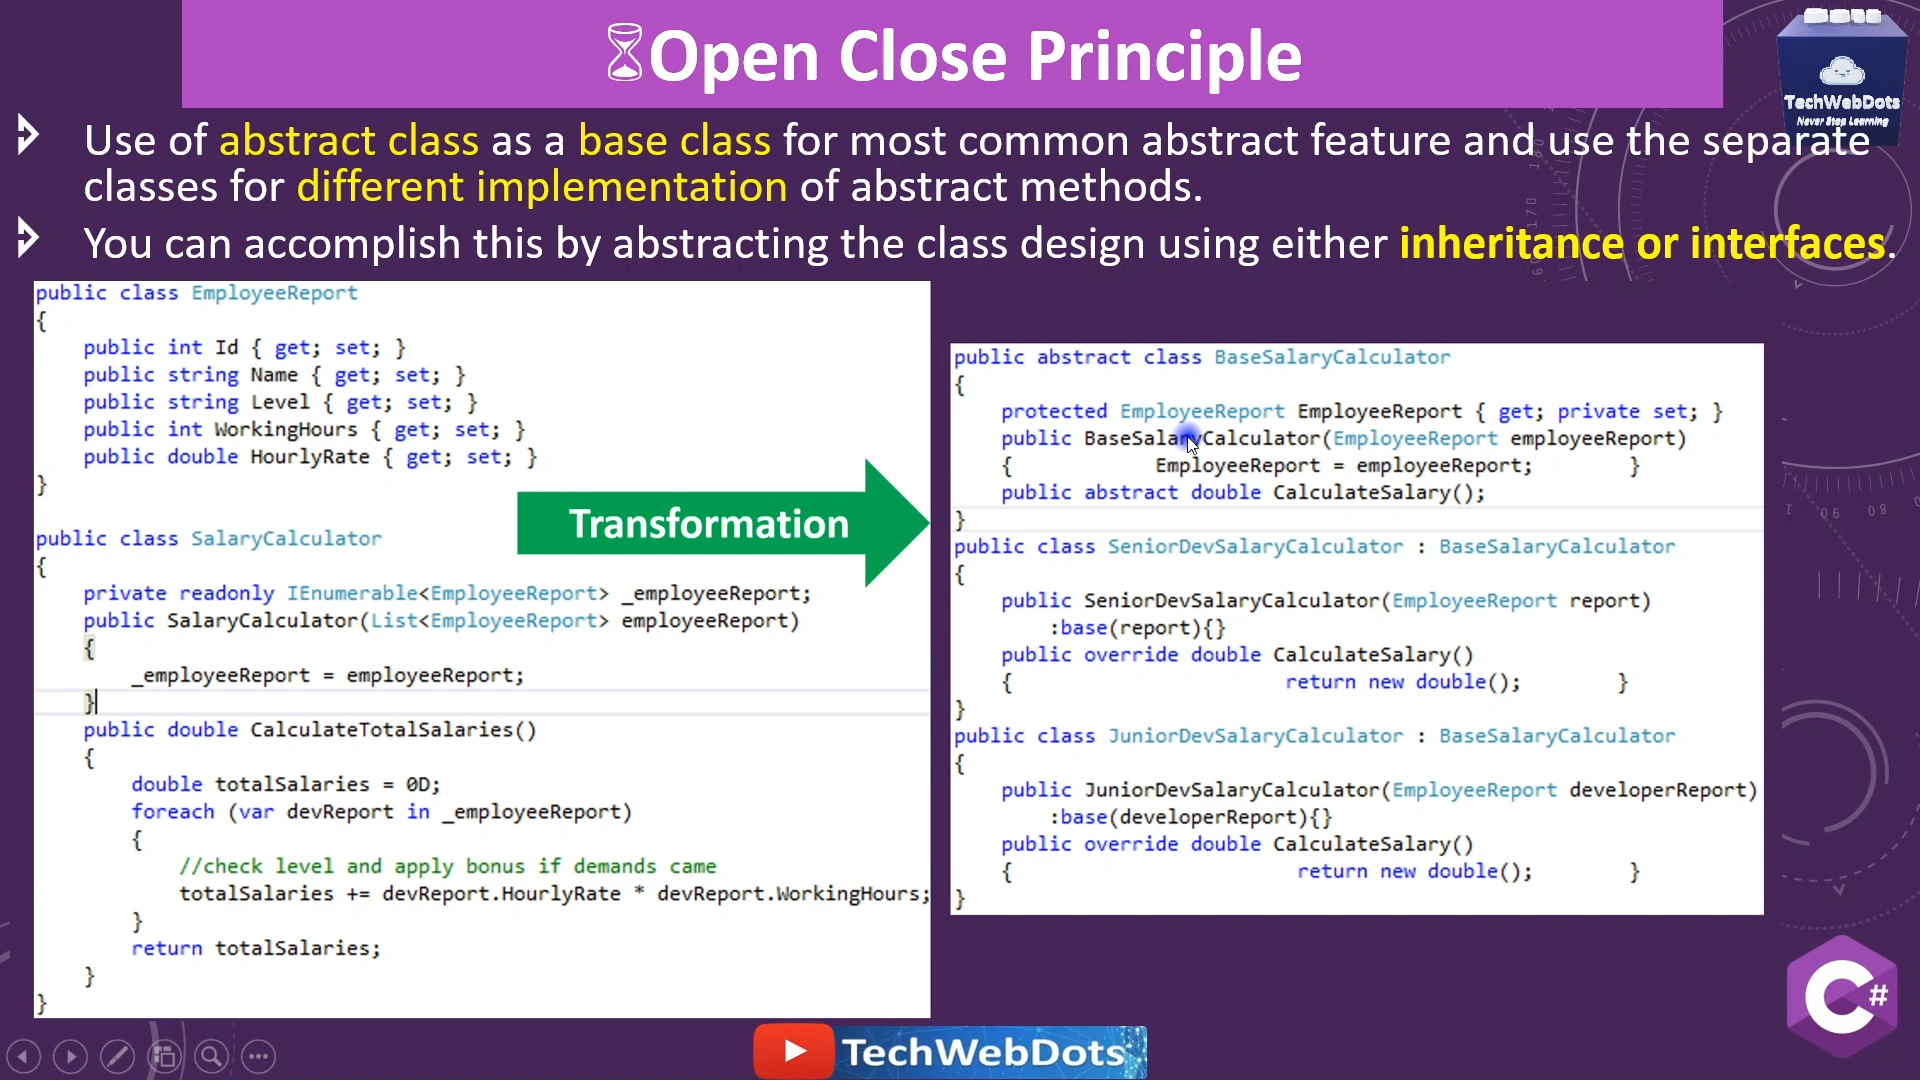 Open Close Principle
TechWebDots
Never Stop Learning
Use of abstract class as a base class for most common abstract feature and use the separate
classes for different implementation of abstract methods.
You can accomplish this by abstracting the class design using either inheritance or interfaces.
public class EmployeeReport
{
public int Id { get; set; }
public string Name { get; set; }
public string Level { get; set; }
public int WorkingHours { get; set; }
public double HourlyRate { get; set; }
}
public class SalaryCalculator
{
private readonly IEnumerable<EmployeeReport> _employeeReport;
public SalaryCalculator(List<EmployeeReport> employeeReport)
{
_employeeReport = employeeReport;
}
public double CalculateTotalSalaries()
{
double totalSalaries = 0D;
foreach (var devReport in _employeeReport)
{
//check level and apply bonus if demands came
totalSalaries += devReport.HourlyRate * devReport.WorkingHours;
}
return totalSalaries;
}
}
Transformation
public abstract class BaseSalaryCalculator
{
protected EmployeeReport EmployeeReport { get; private set; }
public BaseSalaryCalculator(EmployeeReport employeeReport)
{ EmployeeReport = employeeReport; }
public abstract double CalculateSalary();
}
public class SeniorDevSalaryCalculator : BaseSalaryCalculator
{
public SeniorDevSalaryCalculator(EmployeeReport report)
:base(report){}
public override double CalculateSalary()
{ return new double(); }
}
public class JuniorDevSalaryCalculator : BaseSalaryCalculator
{
public JuniorDevSalaryCalculator(EmployeeReport developerReport)
:base(developerReport){}
public override double CalculateSalary()
{ return new double(); }
}
C#
TechWebDots